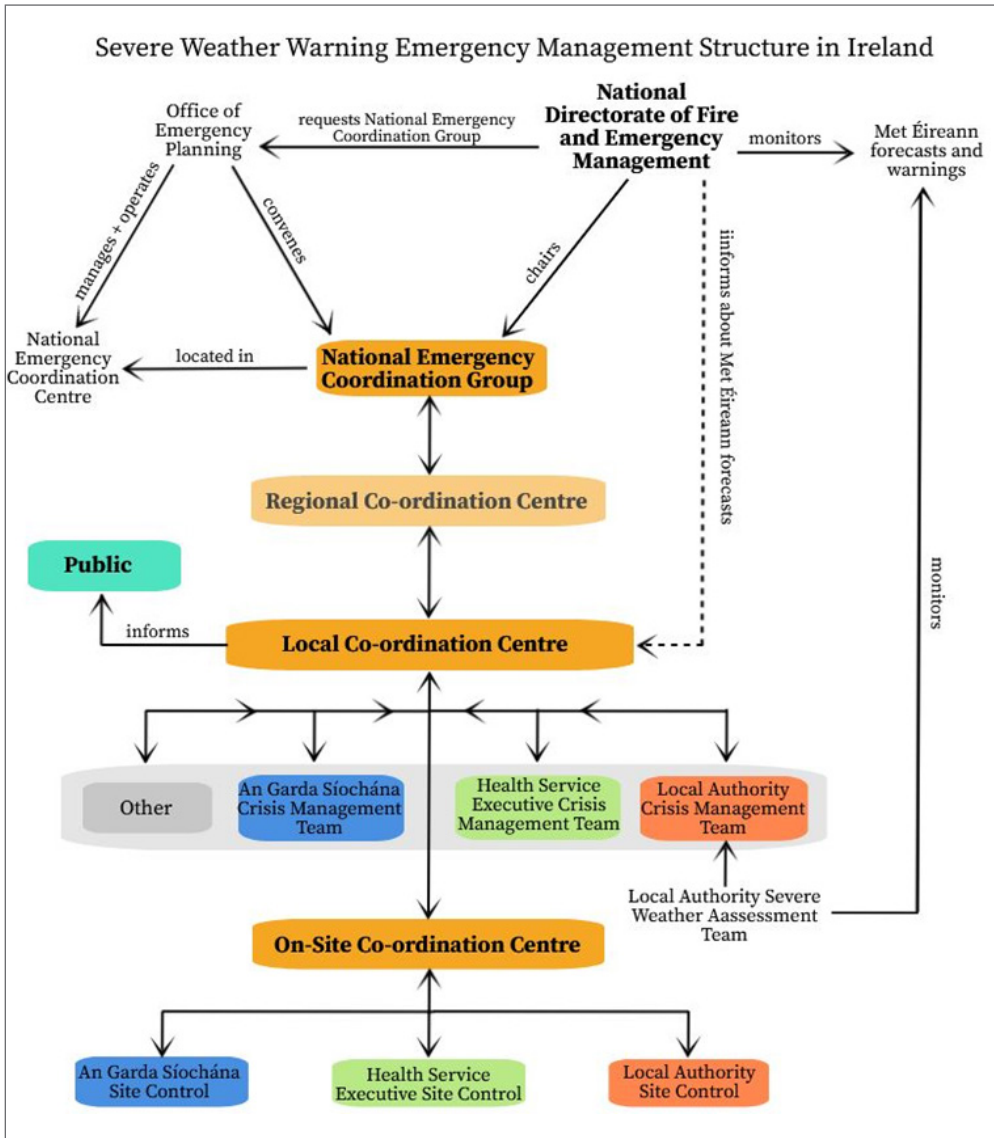 Severe Weather Warning Emergency Management Structure in Ireland
Office of
Emergency
Planning
requests National Emergency
Coordination Group
National
Directorate of Fire
and Emergency
Management
monitors
Met Éireann
forecasts and
warnings
manages + operates
convenes
chairs
iinforms about Met Éireann forecasts
National
Emergency
Coordination
Centre
located in
National Emergency
Coordination Group
Regional Co-ordination Centre
Public
informs
Local Co-ordination Centre
monitors
Other
An Garda Síochána
Crisis Management
Team
Health Service
Executive Crisis
Management Team
Local Authority
Crisis Management
Team
Local Authority Severe
Weather Aassessment
Team
On-Site Co-ordination Centre
An Garda Síochána
Site Control
Health Service
Executive Site Control
Local Authority
Site Control